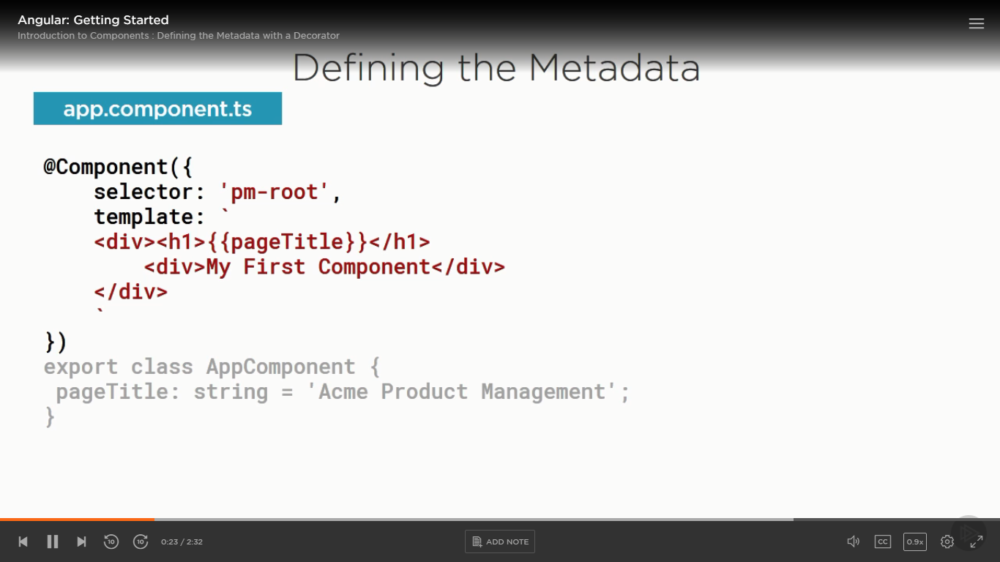 Angular: Getting Started
Introduction to Components : Defining the Metadata with a Decorator
Defining the Metadata
app.component.ts
@Component({
    selector: 'pm-root',
    template: `
    <div><h1>{{pageTitle}}</h1>
        <div>My First Component</div>
    </div>
    `
})
export class AppComponent {
 pageTitle: string = 'Acme Product Management';
}
10
10
0:23 / 2:32
ADD NOTE
CC
0.9x